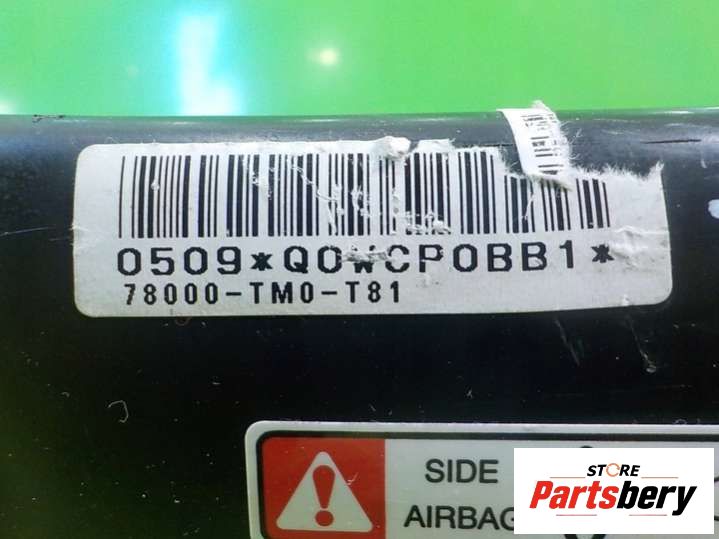 0509*Q0WCP0BB1*
78000-TM0-T81
SIDE
AIRBAG
STORE
Partsbery